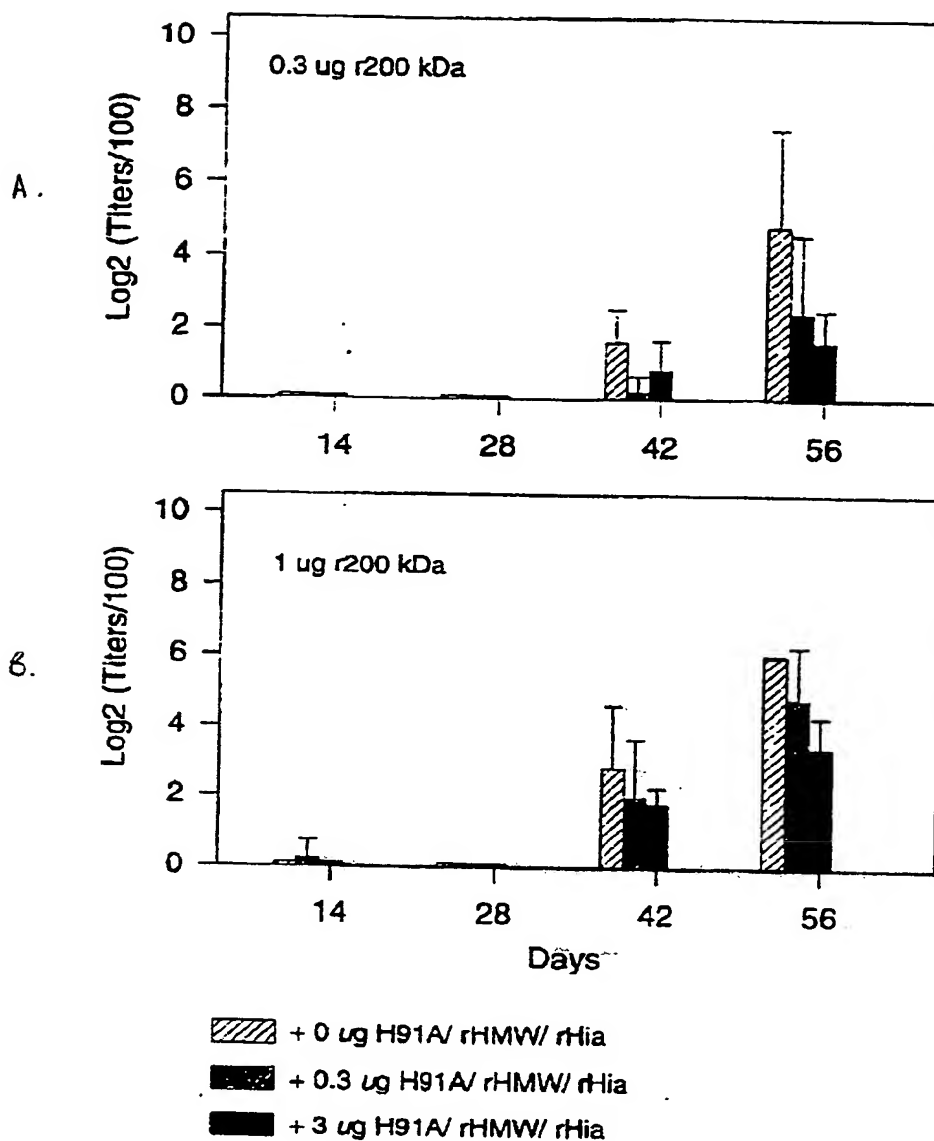 A.
Log2 (Titers/100)
0.3 ug r200 kDa
10
8
6
4
2
0
14 28 42 56
B.
Log2 (Titers/100)
1 ug r200 kDa
10
8
6
4
2
0
14 28 42 56
Days
+ 0 ug H91A/ rHMW/ rHia
+ 0.3 ug H91A/ rHMW/ rHia
+ 3 ug H91A/ rHMW/ rHia